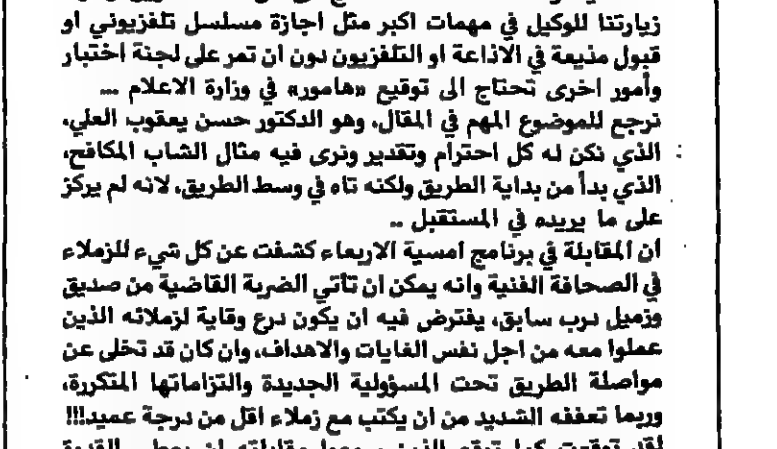 زيارتنا للوكيل في مهمات اكبر مثل اجازة مسلسل تلفزيوني او
قبول مذيعة في الاذاعة او التلفزيون دون ان تمر على لجنة اختبار
وأمور اخرى تحتاج الى توقيع «هامور» في وزارة الاعلام ...
نرجع للموضوع المهم في المقال، وهو الدكتور حسن يعقوب العلي،
الذي نكن له كل احترام وتقدير ونرى فيه مثال الشاب المكافح،
الذي بدأ من بداية الطريق ولكنه تاه في وسط الطريق، لانه لم يركز
على ما يريده في المستقبل ..
ان المقابلة في برنامج امسية الاربعاء كشفت عن كل شيء للزملاء
في الصحافة الفنية وانه يمكن ان تأتي الضربة القاضية من صديق
وزميل درب سابق، يفترض فيه ان يكون درع وقاية لزملائه الذين
عملوا معه من اجل نفس الغايات والاهداف، وان كان قد تخلى عن
مواصلة الطريق تحت المسؤولية الجديدة والتزاماتها المتكررة،
وربما تعففه الشديد من ان يكتب مع زملاء اقل من درجة عميد!!!
لقد توقعت كما توقع الذين